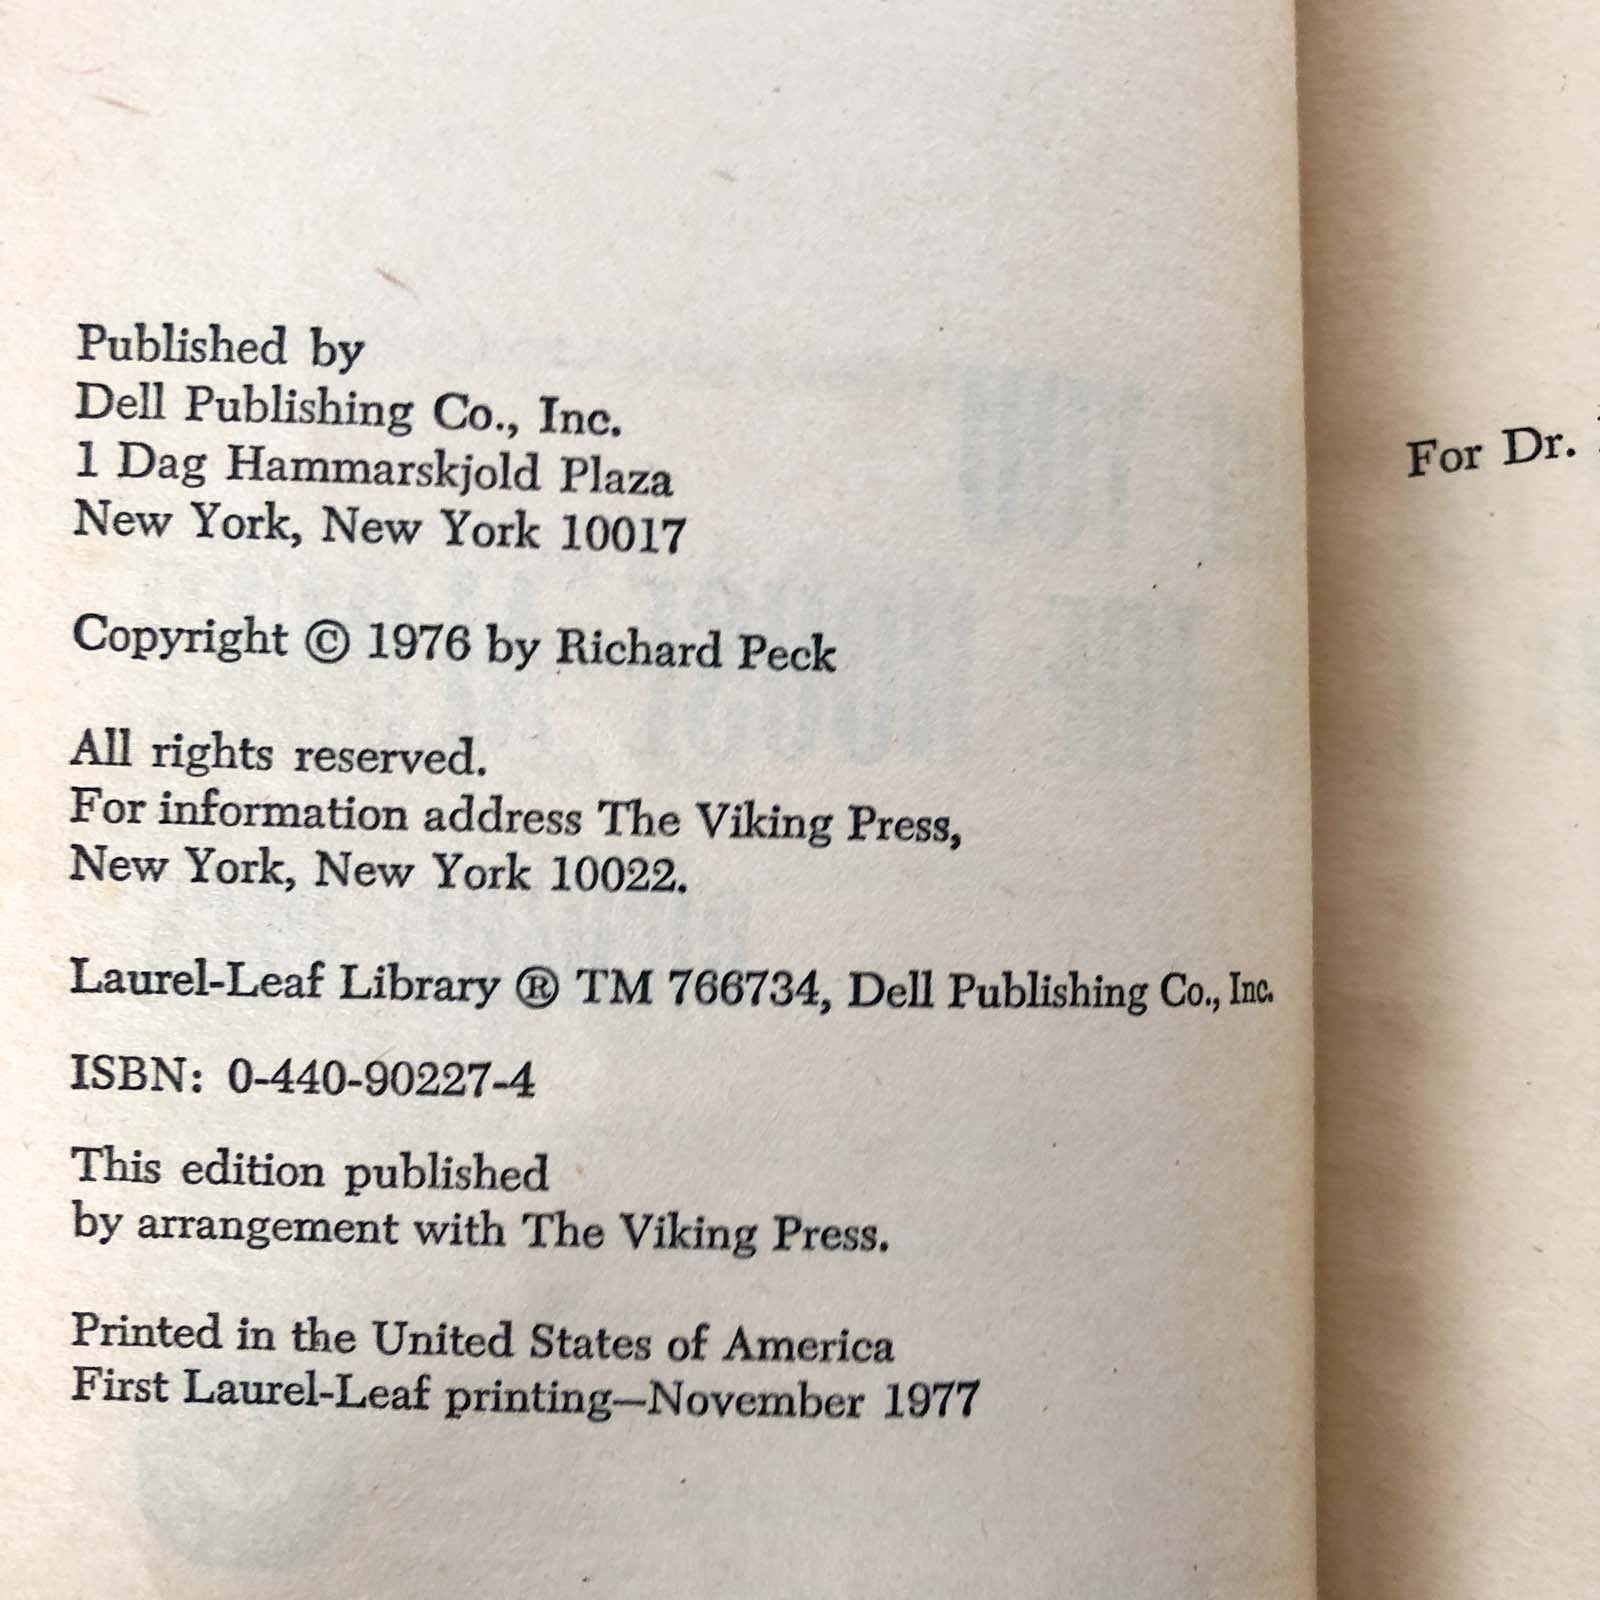 Published by
Dell Publishing Co., Inc.
1 Dag Hammarskjold Plaza
New York, New York 10017
Copyright © 1976 by Richard Peck
All rights reserved.
For information address The Viking Press,
New York, New York 10022.
Laurel-Leaf Library ® TM 766734, Dell Publishing Co., Inc.
ISBN: 0-440-90227-4
This edition published
by arrangement with The Viking Press.
Printed in the United States of America
First Laurel-Leaf printing—November 1977
For Dr.